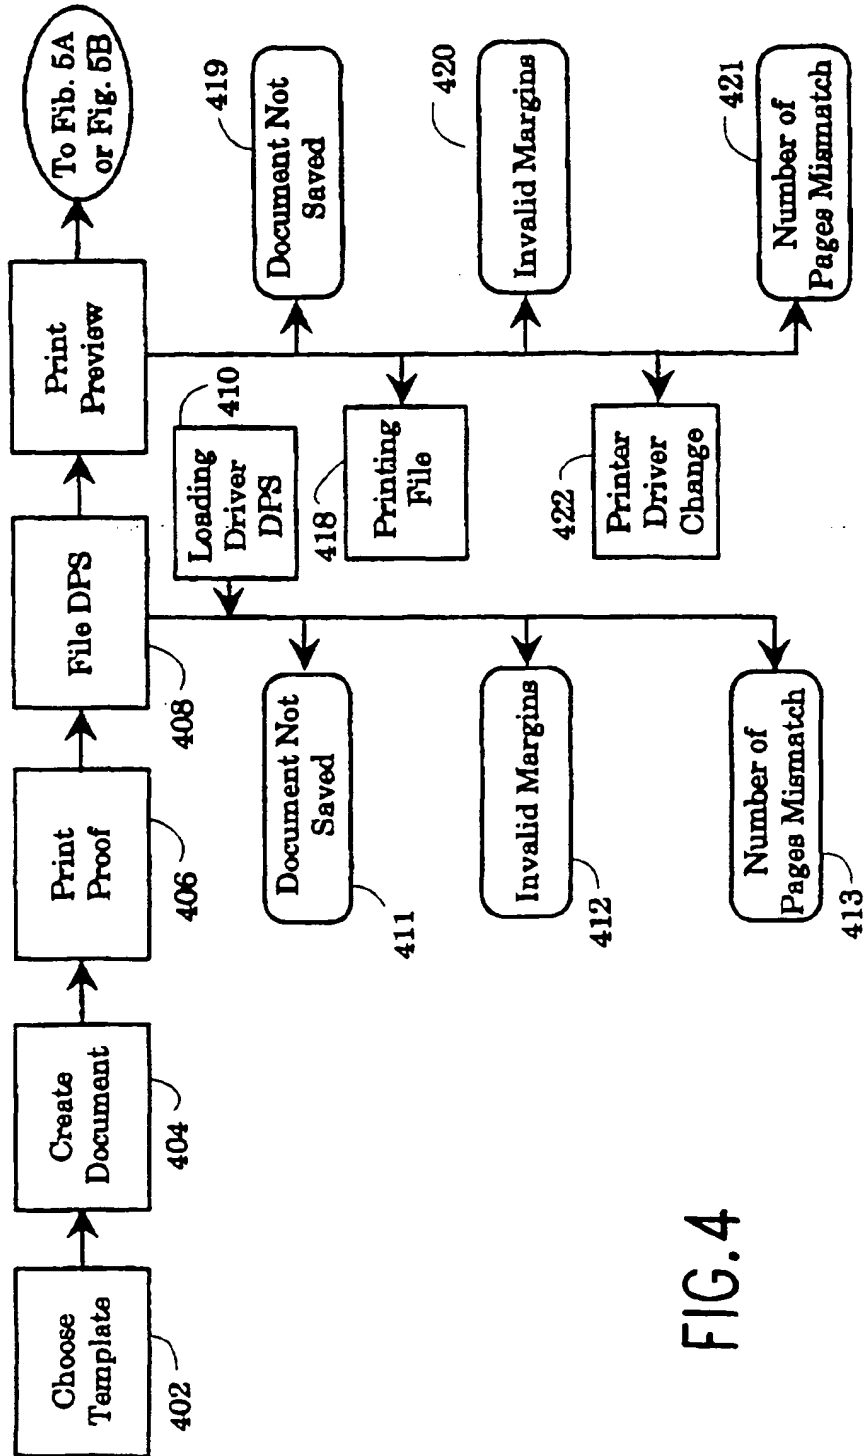 Choose
Template
402
Create
Document
404
Print
Proof
406
File DPS
408
Print
Preview
To Fib. 5A
or Fig. 5B
Loading
Driver
DPS
410
Document Not
Saved
411
Invalid Margins
412
Number of
Pages Mismatch
413
Printing
File
418
Document Not
Saved
419
Invalid Margins
420
Printer
Driver
Change
422
Number of
Pages Mismatch
421
FIG. 4